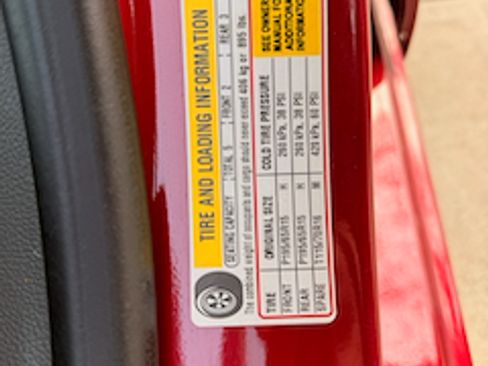 TIRE AND LOADING INFORMATION
SEATING CAPACITY TOTAL 5 FRONT 2 REAR 3
The combined weight of occupants and cargo should never exceed 406 kg or 895 lbs.
TIRE ORIGINAL SIZE COLD TIRE PRESSURE
FRONT P195/65R15 H 260 kPa, 38 PSI
REAR P195/65R15 H 260 kPa, 38 PSI
SPARE T115/70R16 M 420 kPa, 60 PSI
SEE OWNER
MANUAL FO
ADDITIONA
INFORMATI